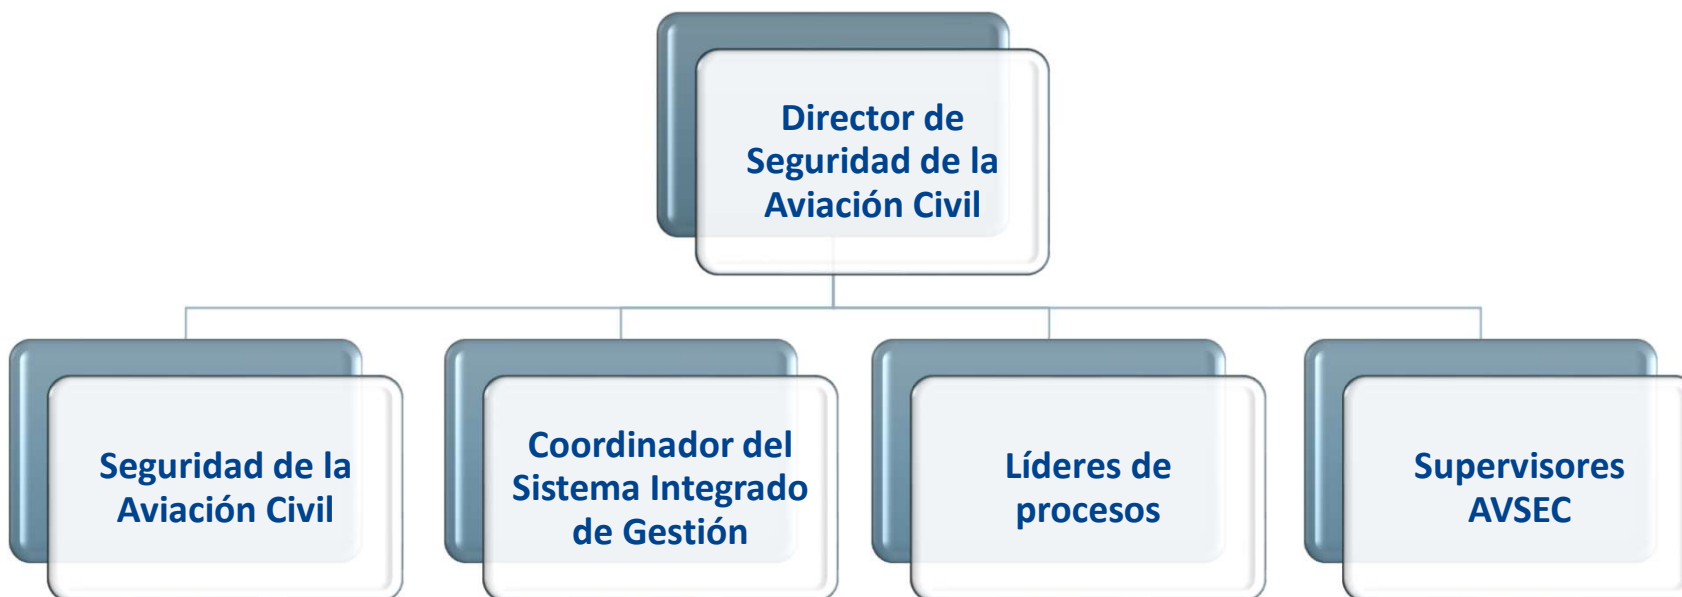 Director de
Seguridad de la
Aviación Civil
Seguridad de la
Aviación Civil
Coordinador del
Sistema Integrado
de Gestión
Líderes de
procesos
Supervisores
AVSEC